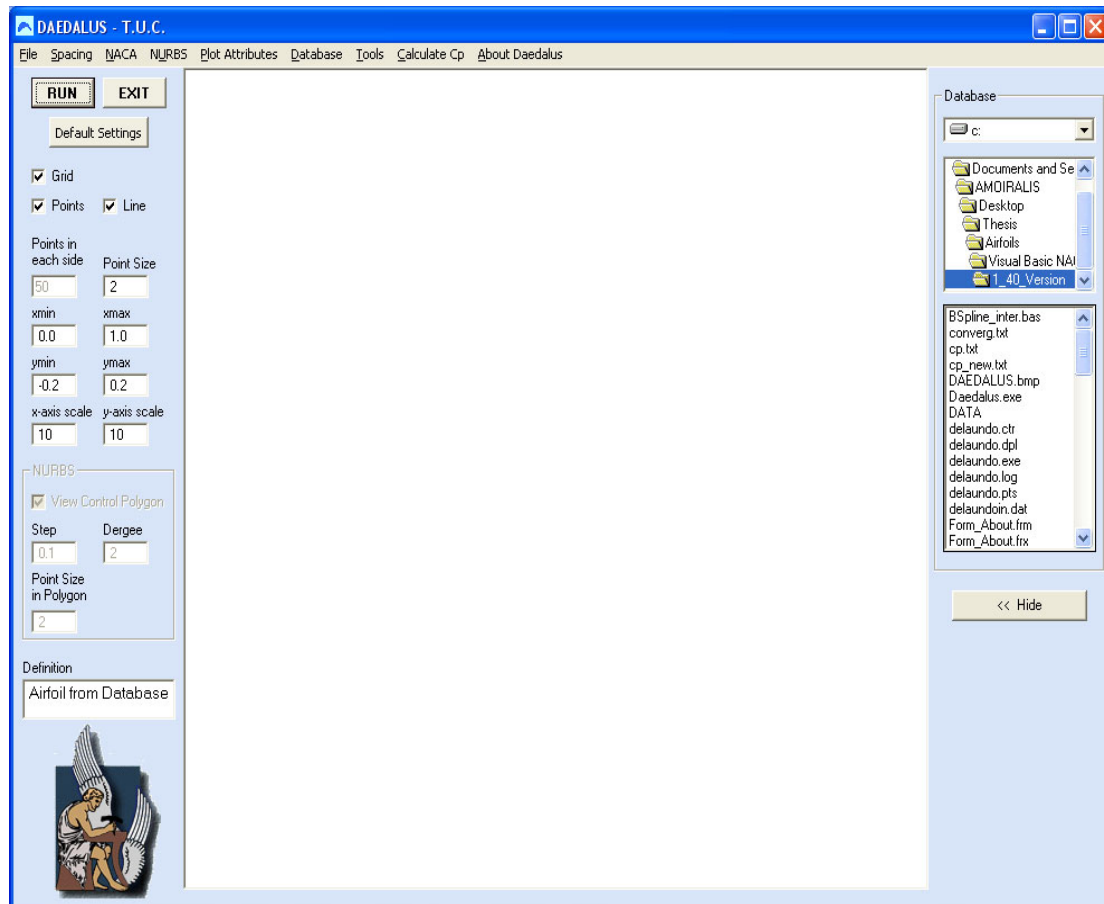 DAEDALUS - T.U.C.
File Spacing NACA NURBS Plot Attributes Database Tools Calculate Cp About Daedalus
RUN EXIT
Default Settings
Grid
Points Line
Points in
each side Point Size
50 2
xmin xmax
0.0 1.0
ymin ymax
-0.2 0.2
x-axis scale y-axis scale
10 10
NURBS
View Control Polygon
Step Dergee
0.1 2
Point Size
in Polygon
2
Definition
Airfoil from Database
Database
c:
Documents and Se
AMOIRALIS
Desktop
Thesis
Airfoils
Visual Basic NA
1_40_Version
BSpline_inter.bas
converg.txt
cp.txt
cp_new.txt
DAEDALUS.bmp
Daedalus.exe
DATA
delaundo.ctr
delaundo.dpl
delaundo.exe
delaundo.log
delaundo.pts
delaundoin.dat
Form_About.frm
Form_About.frx
<< Hide